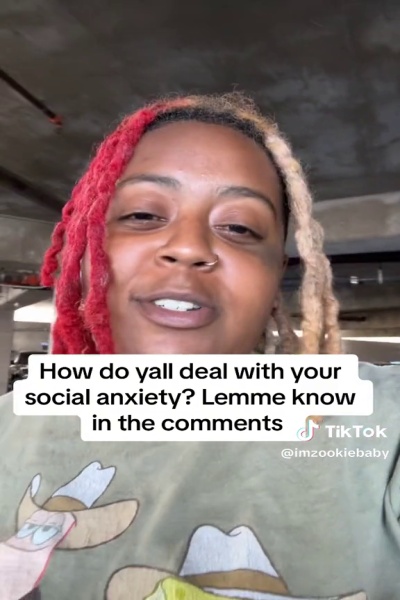 How do yall deal with your
social anxiety? Lemme know
in the comments
TikTok
@imzookiebaby